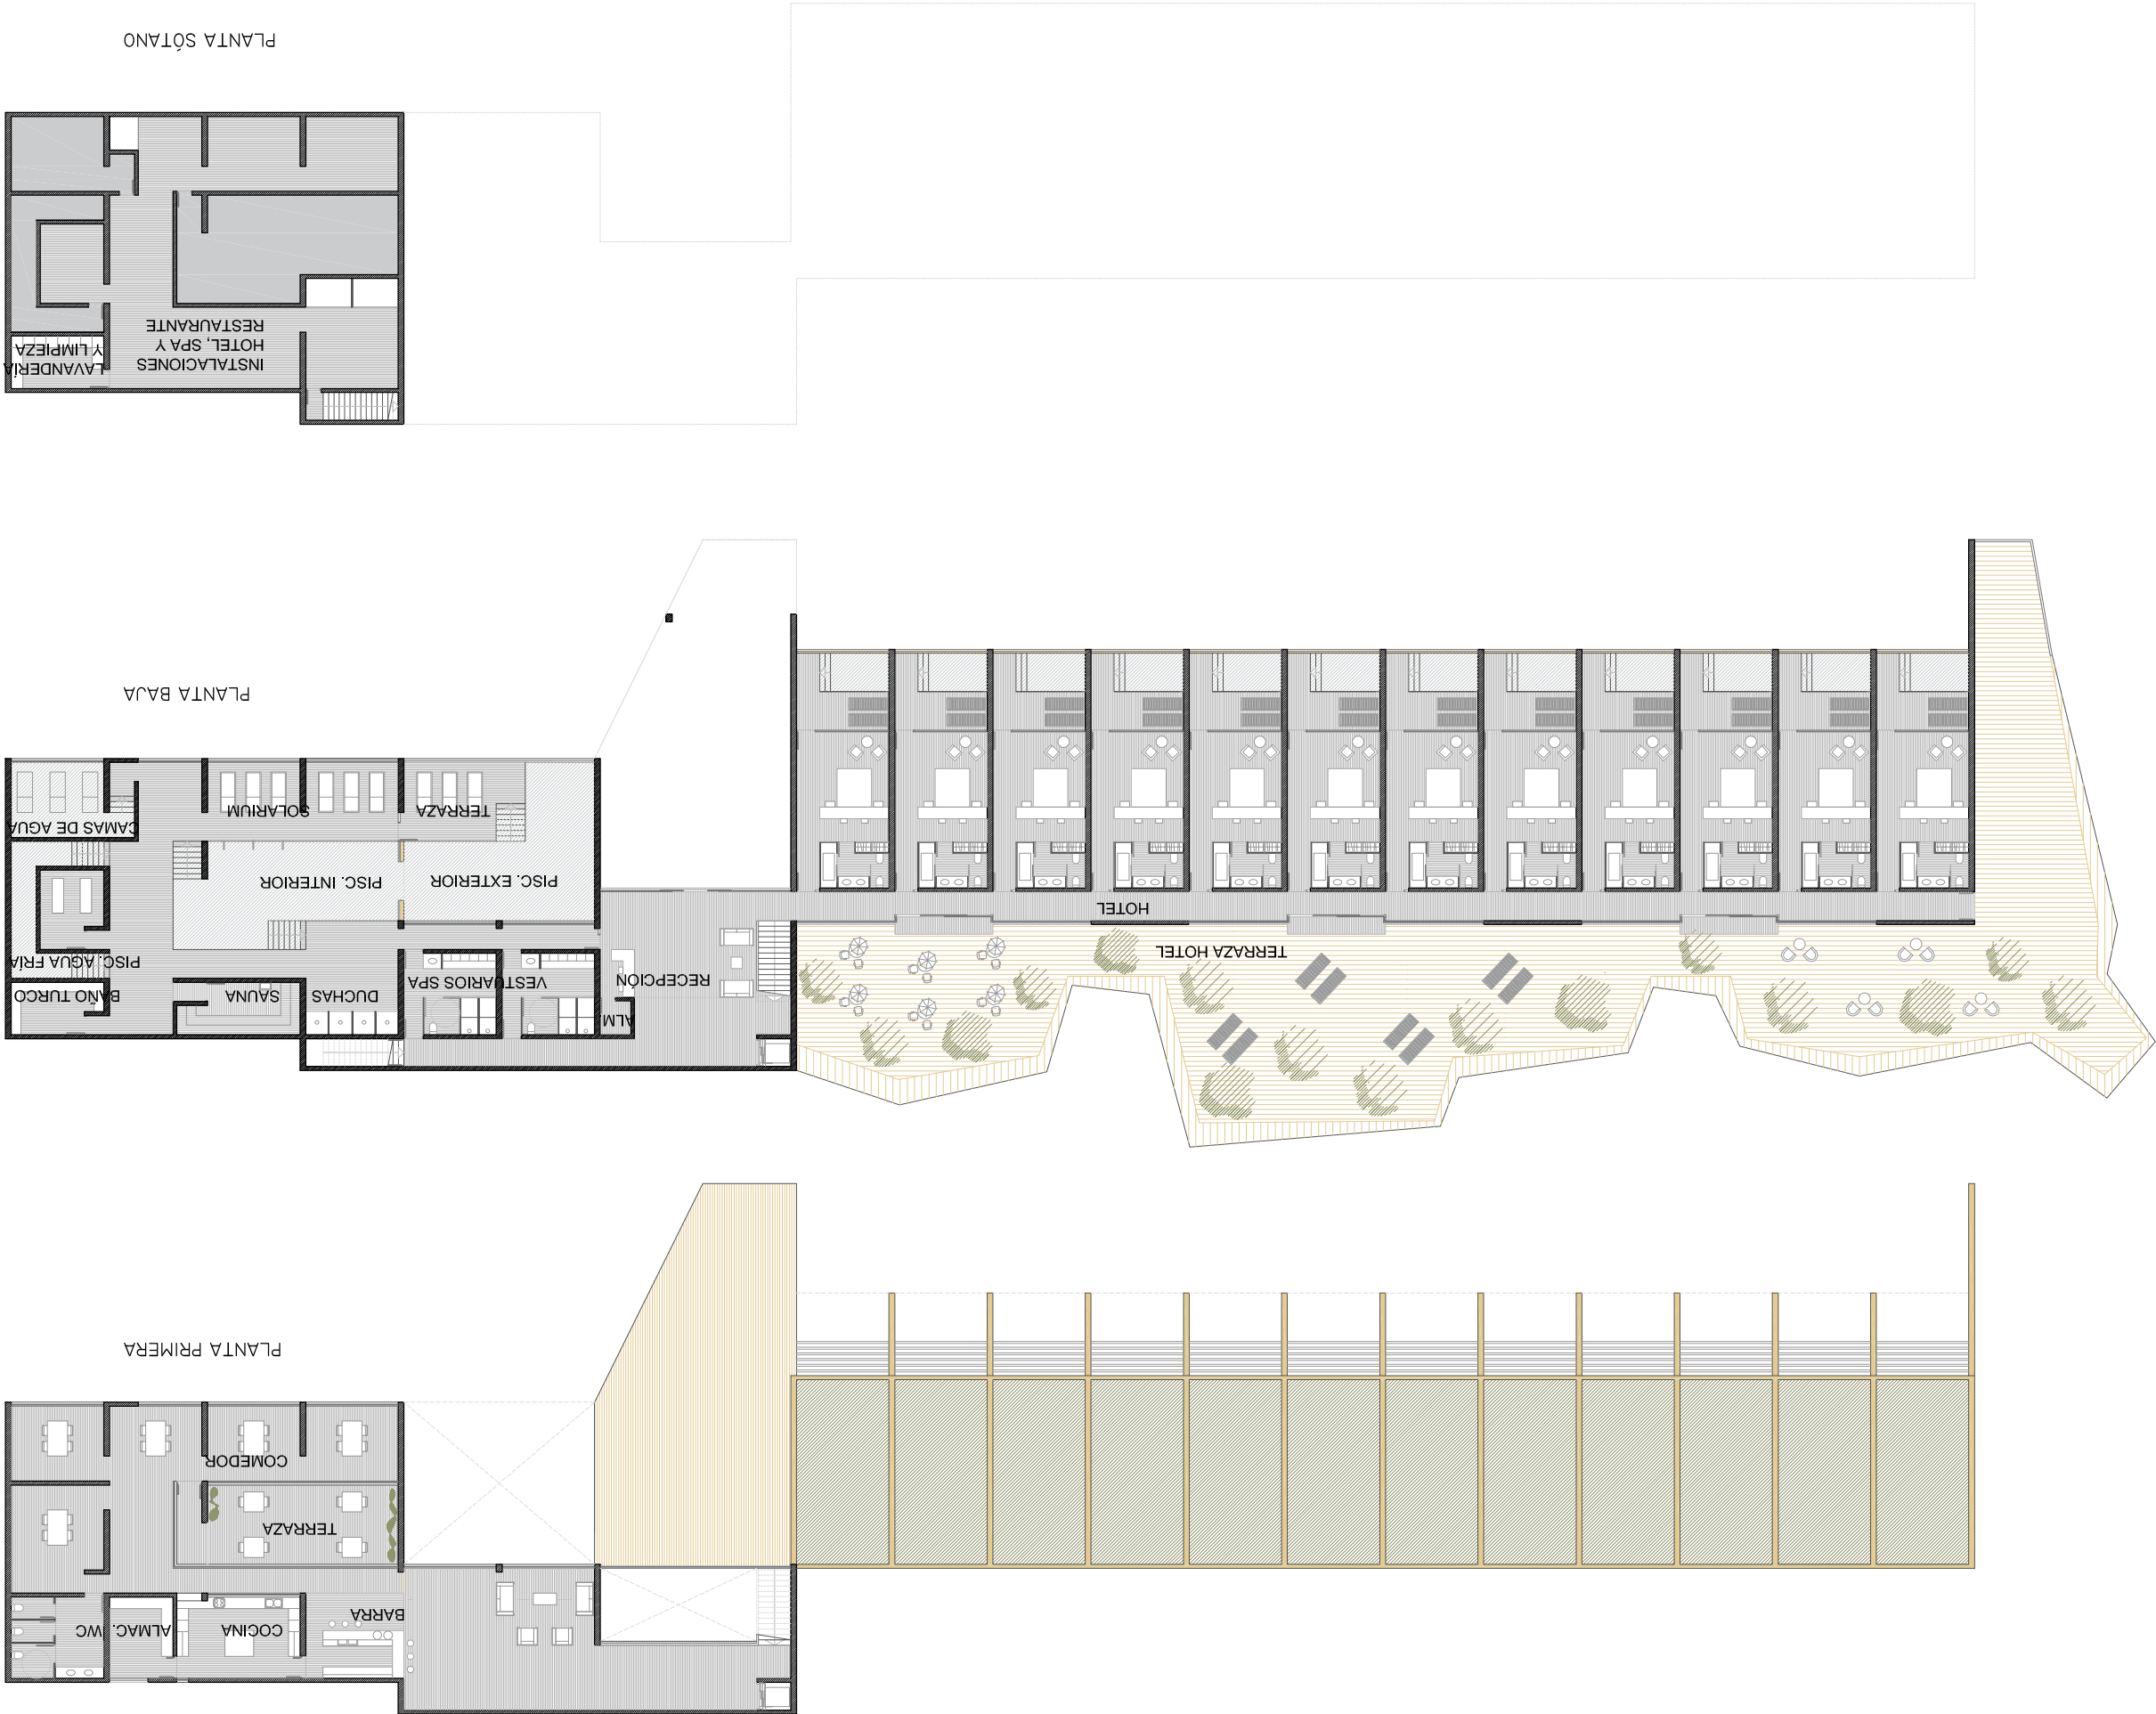 BARRA
COCINA
ALMAC.
WC
TERRAZA
COMEDOR
PLANTA PRIMERA
TERRAZA HOTEL
HOTEL
RECEPCIÓN
ALM.
VESTUARIOS SPA
DUCHAS
SAUNA
BAÑO TURCO
PISC. AGUA FRÍA
PISC. EXTERIOR
PISC. INTERIOR
CAMAS DE AGUA
TERRAZA
SOLARIUM
PLANTA BAJA
INSTALACIONES
HOTEL, SPA Y
RESTAURANTE
LAVANDERÍA
Y LIMPIEZA
PLANTA SÓTANO